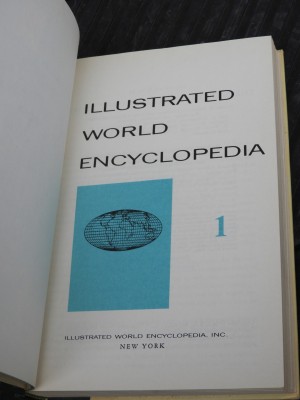 ILLUSTRATED
WORLD
ENCYCLOPEDIA
1
ILLUSTRATED WORLD ENCYCLOPEDIA, INC.
NEW YORK